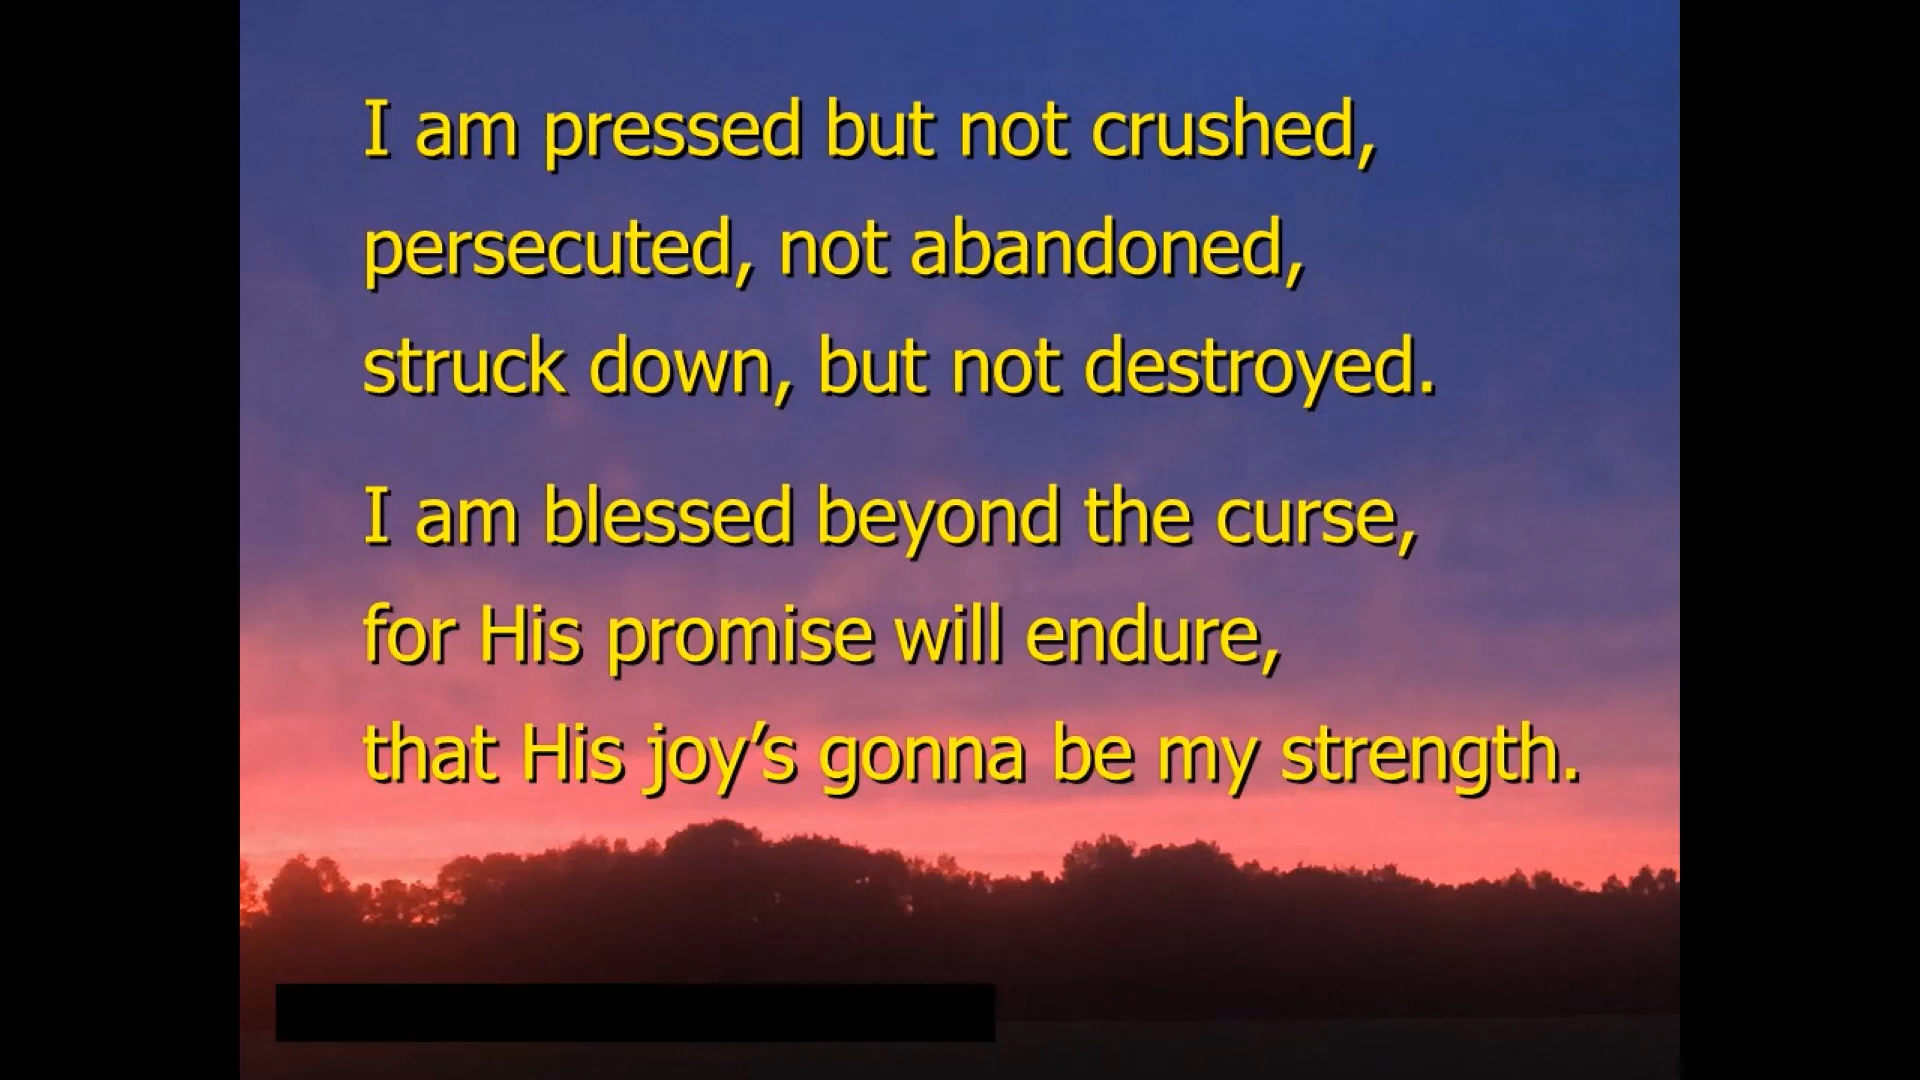 I am pressed but not crushed,
persecuted, not abandoned,
struck down, but not destroyed.
I am blessed beyond the curse,
for His promise will endure,
that His joy’s gonna be my strength.